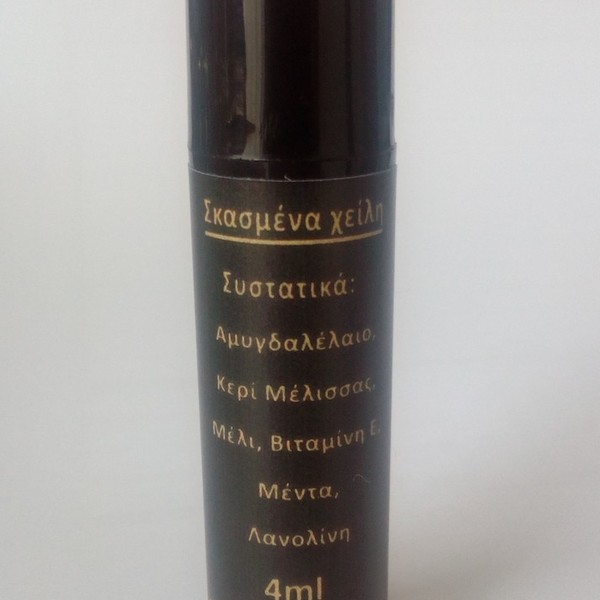 Σκασμένα χείλη
Συστατικά:
Αμυγδαλέλαιο,
Κερί Μέλισσας,
Μέλι, Βιταμίνη Ε,
Μέντα,
Λανολίνη
4ml